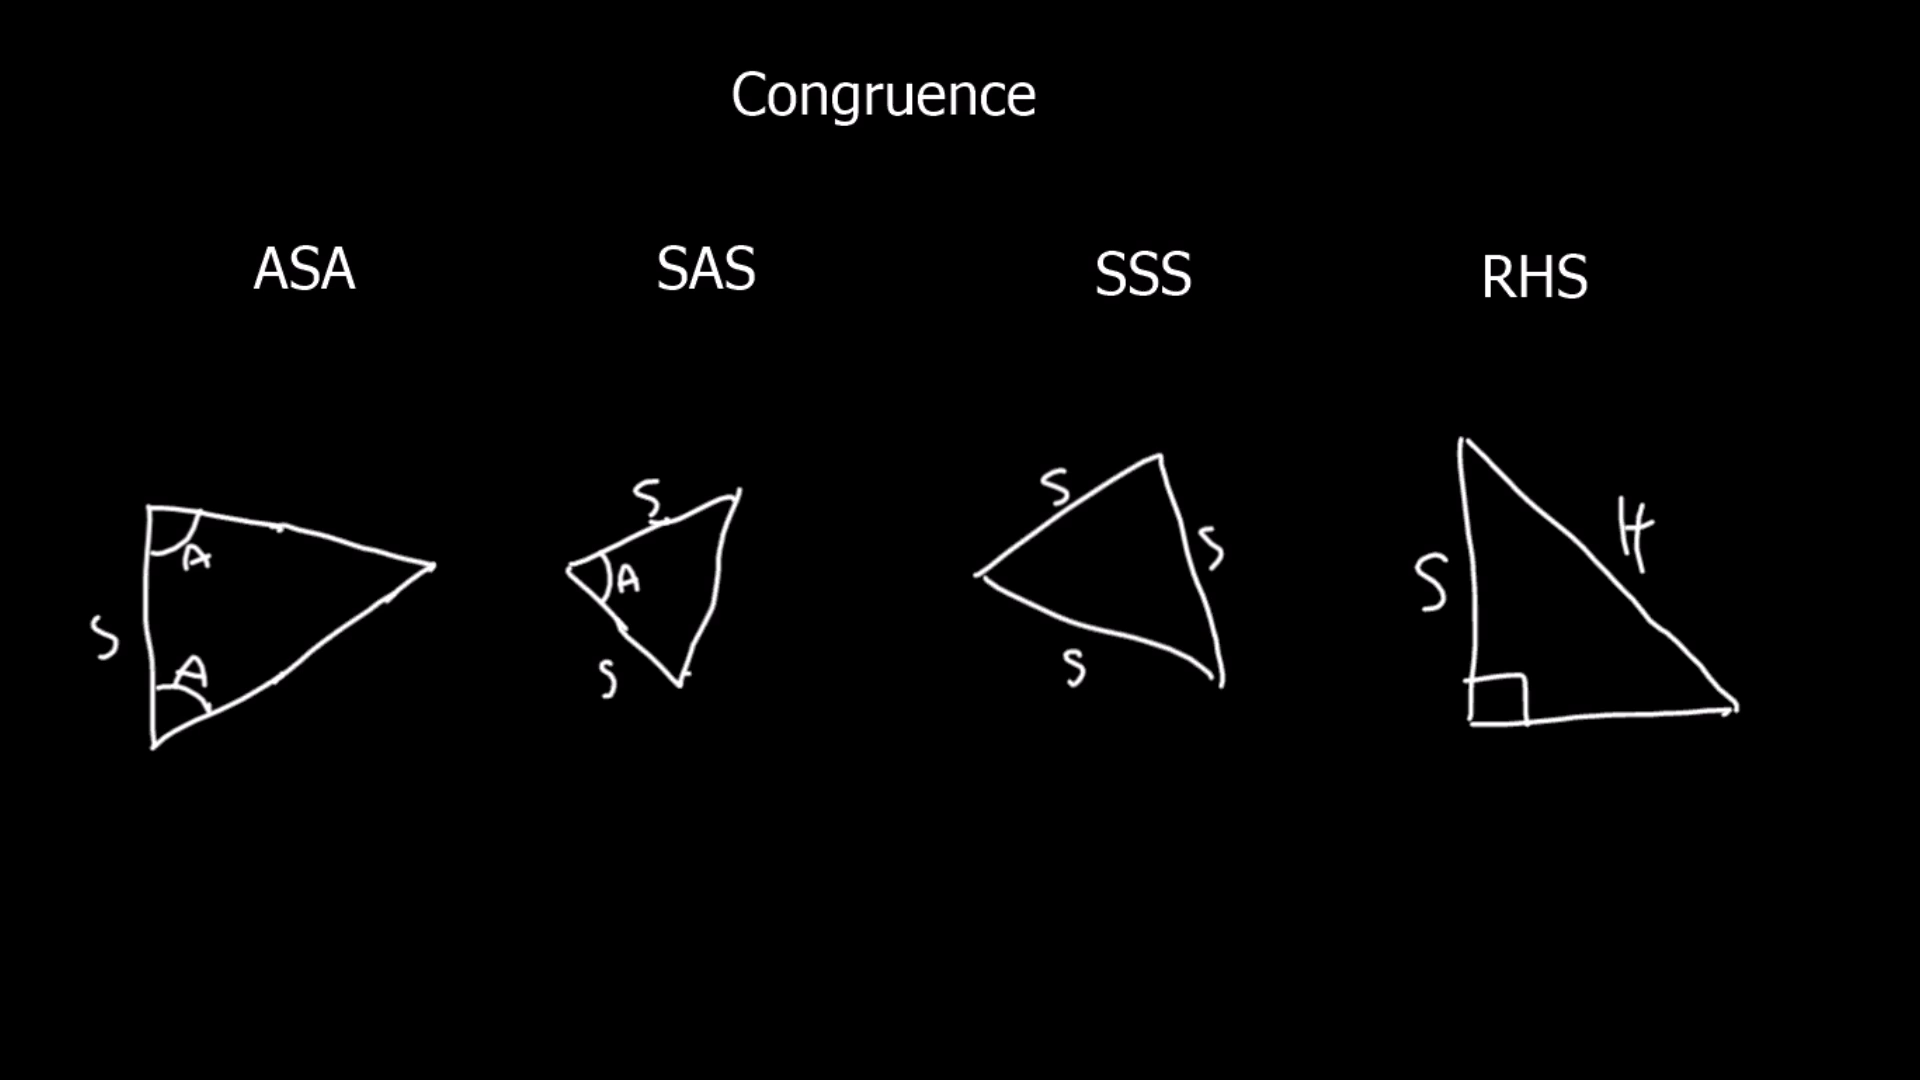 Congruence
ASA SAS SSS RHS
S A A
S A S
S S S
S H